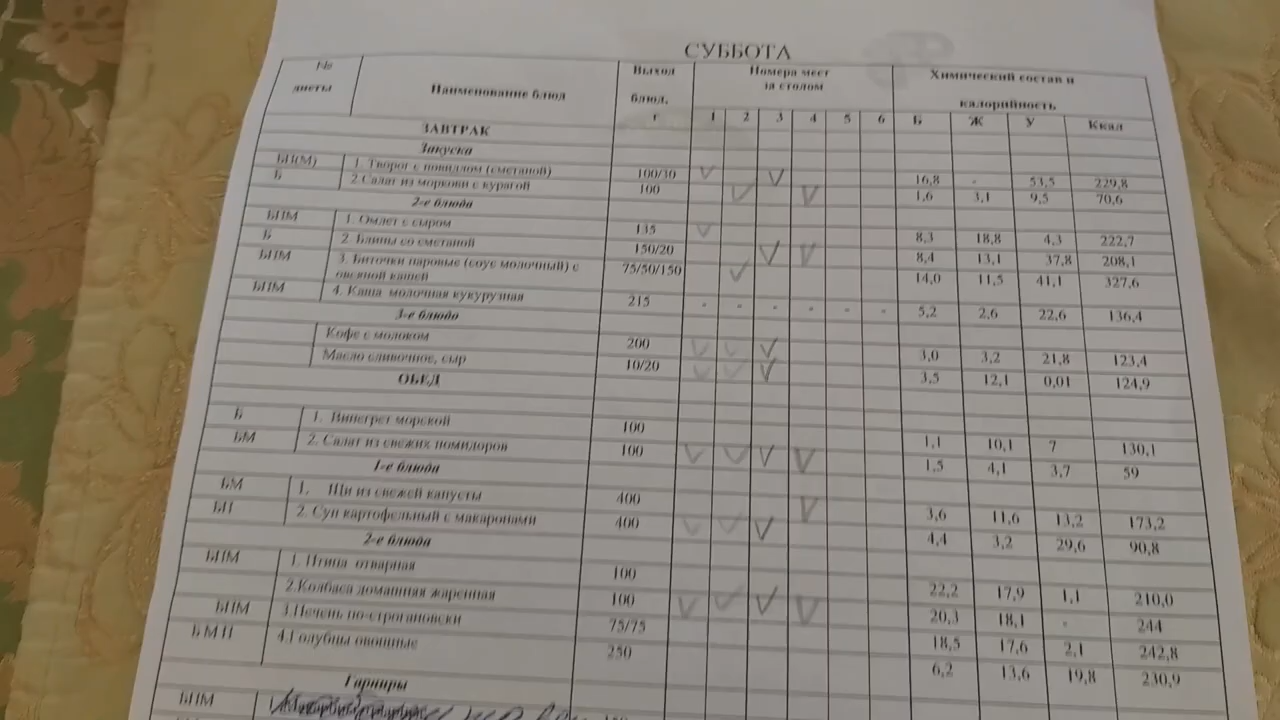 СУББОТА
№ диеты Наименование блюд Выход блюд, г Номера мест за столом Химический состав и калорийность
1 2 3 4 5 6 Б Ж У Ккал
ЗАВТРАК
Закуска
БП(М) 1. Творог с повидлом (сметаной) 100/30 16,8 - 53,5 229,8
Б 2.Салат из моркови с курагой 100 1,6 3,1 9,5 70,6
2-е блюда
БПМ 1. Омлет с сыром 135 8,3 18,8 4,3 222,7
Б 2. Блины со сметаной 150/20 8,4 13,1 37,8 208,1
БПМ 3. Биточки паровые (соус молочный) с овсяной кашей 75/50/150 14,0 11,5 41,1 327,6
БПМ 4. Каша молочная кукурузная 215 - - - - - - 5,2 2,6 22,6 136,4
3-е блюдо
Кофе с молоком 200 3,0 3,2 21,8 123,4
Масло сливочное, сыр 10/20 3,5 12,1 0,01 124,9
ОБЕД
Б 1. Винегрет морской 100 1,1 10,1 7 130,1
БМ 2. Салат из свежих помидоров 100 1,5 4,1 3,7 59
1-е блюда
БМ 1. Щи из свежей капусты 400 3,6 11,6 13,2 173,2
БП 2. Суп картофельный с макаронами 400 4,4 3,2 29,6 90,8
2-е блюда
БПМ 1. Птица отварная 100 22,2 17,9 1,1 210,0
2.Колбаса домашняя жаренная 100 20,3 18,1 - 244
БПМ 3.Печень по-строгановски 75/75 18,5 17,6 2,1 242,8
БМП 4.Голубцы овощные 250 6,2 13,6 19,8 230,9
Гарниры
БПМ